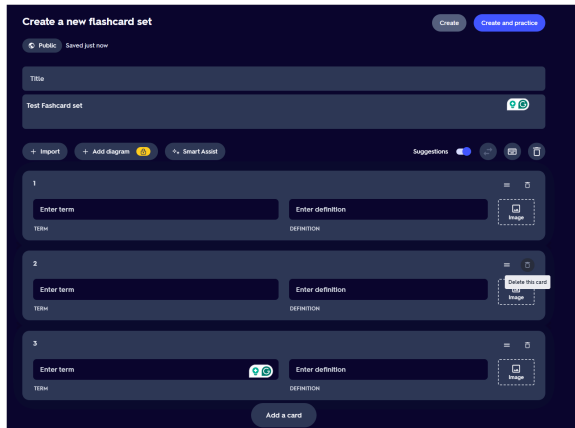 Create a new flashcard set
Create
Create and practice
Public
Saved just now
Title
Test Fashcard set
+ Import
+ Add diagram
Smart Assist
Suggestions
1
Enter term
Enter definition
Image
TERM
DEFINITION
2
Delete this card
Enter term
Enter definition
Image
TERM
DEFINITION
3
Enter term
Enter definition
Image
TERM
DEFINITION
Add a card